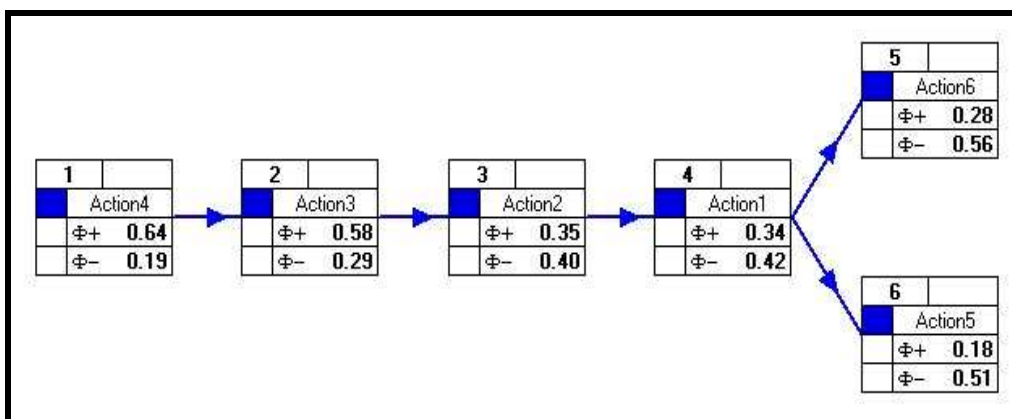 1
Action4
Φ+ 0.64
Φ- 0.19
2
Action3
Φ+ 0.58
Φ- 0.29
3
Action2
Φ+ 0.35
Φ- 0.40
4
Action1
Φ+ 0.34
Φ- 0.42
5
Action6
Φ+ 0.28
Φ- 0.56
6
Action5
Φ+ 0.18
Φ- 0.51